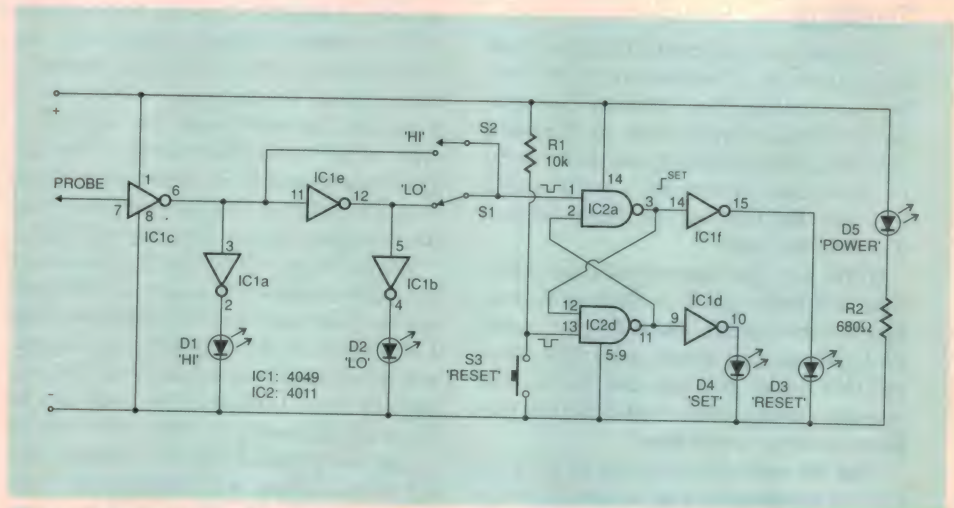 +
PROBE
7
1
6
8
IC1c
3
IC1a
2
D1
'HI'
IC1: 4049
IC2: 4011
11
IC1e
12
'HI'
S2
'LO'
S1
5
IC1b
4
D2
'LO'
R1
10k
S3
'RESET'
1
2
14
IC2a
3
SET
14
15
IC1f
12
13
IC2d
11
5-9
9
10
IC1d
D4
'SET'
D3
'RESET'
D5
'POWER'
R2
680Ω
-